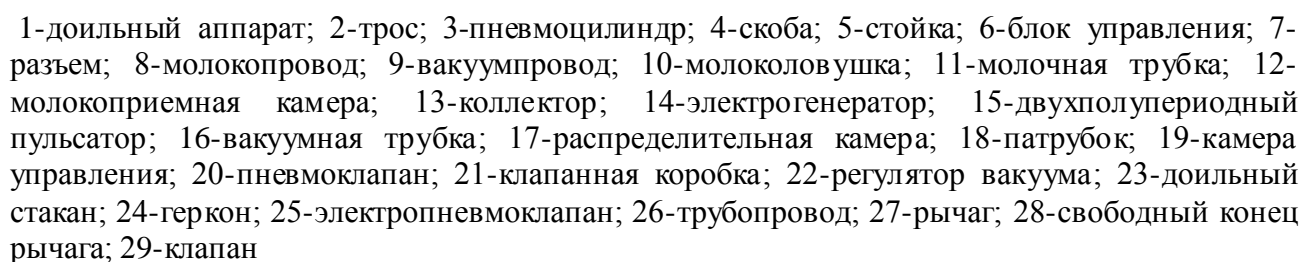 1-доильный аппарат; 2-трос; 3-пневмоцилиндр; 4-скоба; 5-стойка; 6-блок управления; 7-
разъем; 8-молокопровод; 9-вакуумпровод; 10-молоколовушка; 11-молочная трубка; 12-
молокоприемная камера; 13-коллектор; 14-электрогенератор; 15-двухполупериодный
пульсатор; 16-вакуумная трубка; 17-распределительная камера; 18-патрубок; 19-камера
управления; 20-пневмоклапан; 21-клапанная коробка; 22-регулятор вакуума; 23-доильный
стакан; 24-геркон; 25-электропневмоклапан; 26-трубопровод; 27-рычаг; 28-свободный конец
рычага; 29-клапан